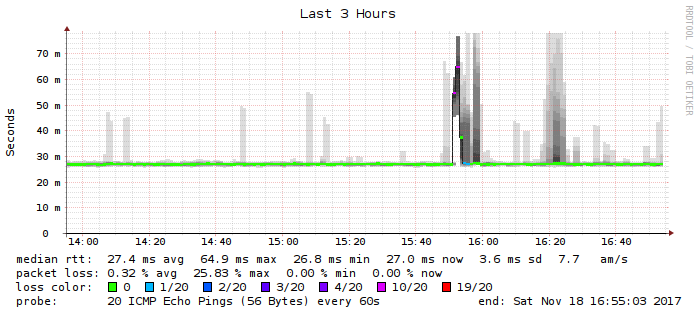 Last 3 Hours
RRDTOOL / TOBI OETIKER
Seconds
70 m
60 m
50 m
40 m
30 m
20 m
10 m
0
14:00 14:20 14:40 15:00 15:20 15:40 16:00 16:20 16:40
median rtt: 27.4 ms avg 64.9 ms max 26.8 ms min 27.0 ms now 3.6 ms sd 7.7 am/s
packet loss: 0.32 % avg 25.83 % max 0.00 % min 0.00 % now
loss color: 0 1/20 2/20 3/20 4/20 10/20 19/20
probe: 20 ICMP Echo Pings (56 Bytes) every 60s end: Sat Nov 18 16:55:03 2017